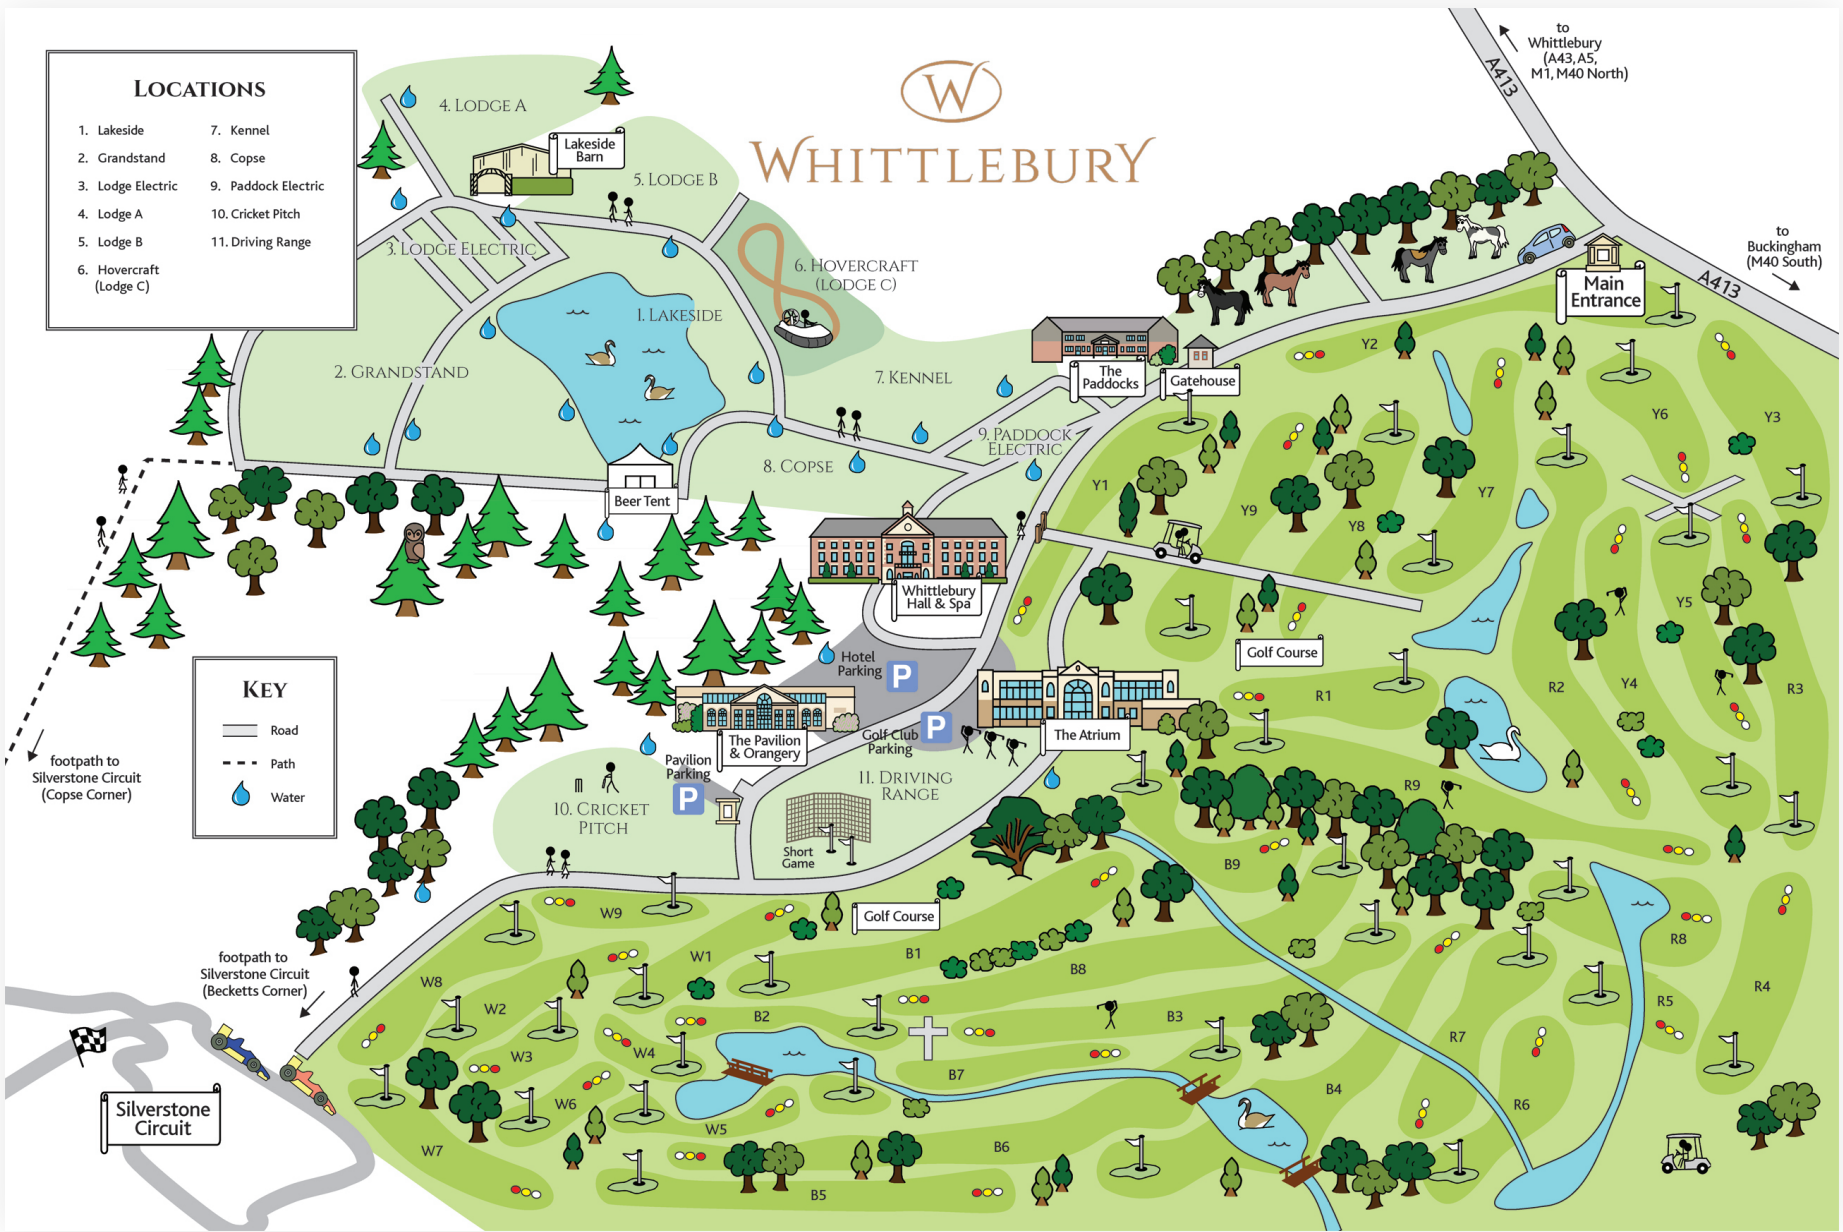 LOCATIONS
1. Lakeside
2. Grandstand
3. Lodge Electric
4. Lodge A
5. Lodge B
6. Hovercraft
(Lodge C)
7. Kennel
8. Copse
9. Paddock Electric
10. Cricket Pitch
11. Driving Range
W
WHITTLEBURY
to
Whittlebury
(A43, A5,
M1, M40 North)
A413
to
Buckingham
(M40 South)
A413
Main
Entrance
4. LODGE A
Lakeside
Barn
5. LODGE B
3. LODGE ELECTRIC
6. HOVERCRAFT
(LODGE C)
1. LAKESIDE
2. GRANDSTAND
7. KENNEL
The
Paddocks
Gatehouse
9. PADDOCK
ELECTRIC
8. COPSE
Beer Tent
Whittlebury
Hall & Spa
Hotel
Parking
P
The Pavilion
& Orangery
Golf Club
Parking
P
The Atrium
Pavilion
Parking
P
11. DRIVING
RANGE
10. CRICKET
PITCH
Short
Game
Golf Course
Golf Course
KEY
Road
Path
Water
footpath to
Silverstone Circuit
(Copse Corner)
footpath to
Silverstone Circuit
(Becketts Corner)
Silverstone
Circuit
Y2
Y6
Y3
Y1
Y9
Y8
Y7
Y5
Y4
R1
R2
R3
R9
B9
R8
R4
R5
R7
R6
W9
W1
B1
B8
W8
W2
B2
B3
W3
W4
B7
B4
W6
W5
W7
B6
B5